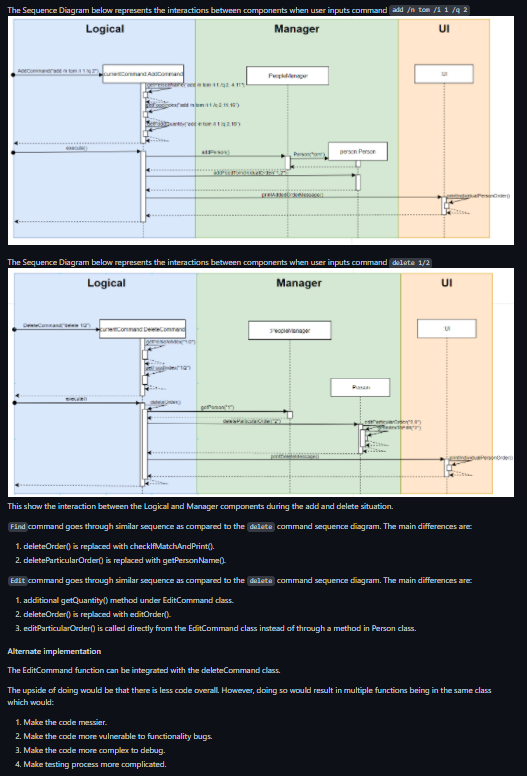 The Sequence Diagram below represents the interactions between components when user inputs command add /n tom /i 1 /q 2
Logical Manager UI
AddCommand("add /n tom /i 1 /q 2") currentCommand:AddCommand :PeopleManager UI
execute() addPerson() Person("tom") person:Person
addFoodToIndividualOrder(
printAddedOrderMessage() printIndividualPersonOrder()
The Sequence Diagram below represents the interactions between components when user inputs command delete 1/2
Logical Manager UI
DeleteCommand("delete 1/2") currentCommand:DeleteCommand :PeopleManager UI
Person
execute() deleteOrder()
getPerson("1")
deleteParticularOrder("2")
printDeleteMessage() printIndividualPersonOrder()
This show the interaction between the Logical and Manager components during the add and delete situation.
Find command goes through similar sequence as compared to the delete command sequence diagram. The main differences are:
1. deleteOrder() is replaced with checkIfMatchAndPrint().
2. deleteParticularOrder() is replaced with getPersonName().
Edit command goes through similar sequence as compared to the delete command sequence diagram. The main differences are:
1. additional getQuantity() method under EditCommand class.
2. deleteOrder() is replaced with editOrder().
3. editParticularOrder() is called directly from the EditCommand class instead of through a method in Person class.
Alternate implementation
The EditCommand function can be integrated with the deleteCommand class.
The upside of doing would be that there is less code overall. However, doing so would result in multiple functions being in the same class
which would:
1. Make the code messier.
2. Make the code more vulnerable to functionality bugs.
3. Make the code more complex to debug.
4. Make testing process more complicated.